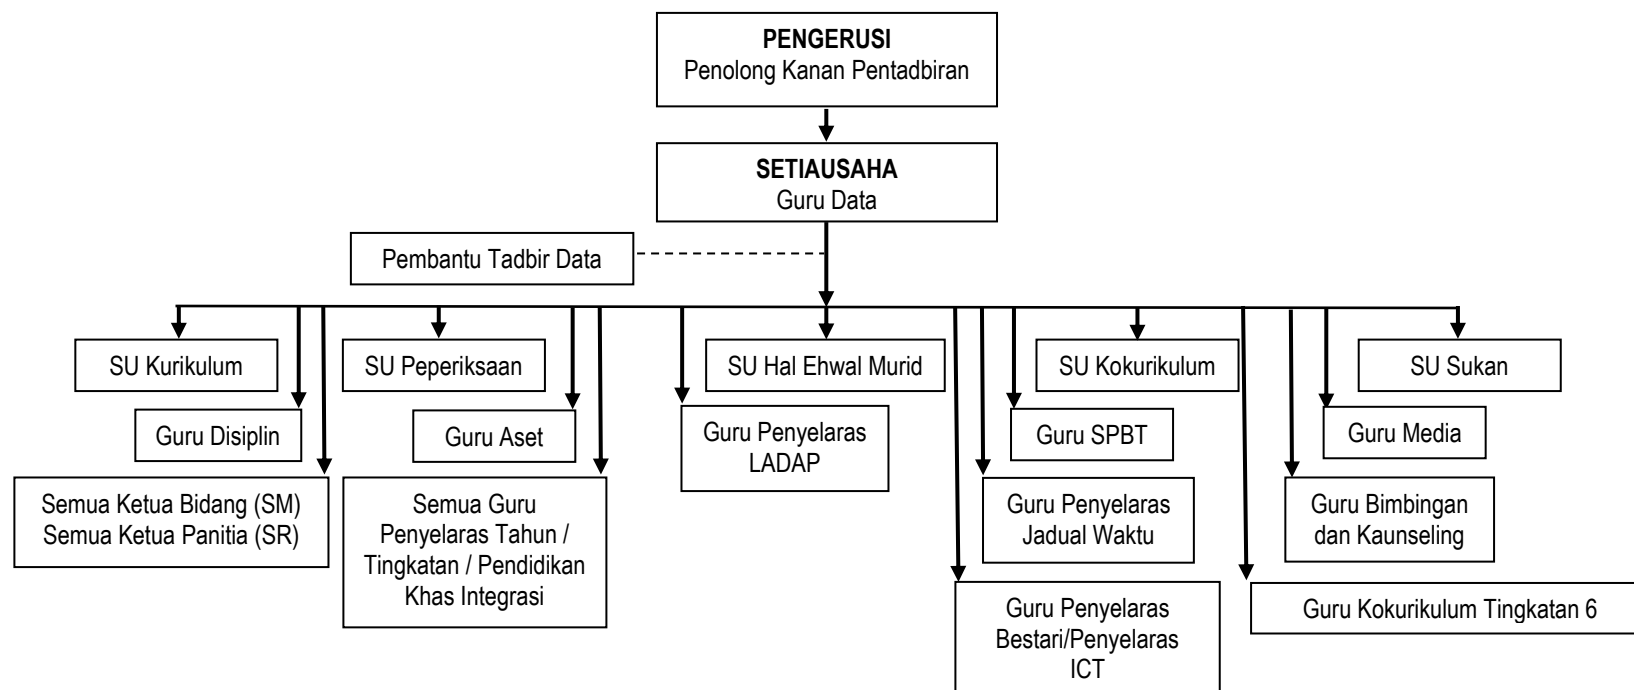 PENGERUSI
Penolong Kanan Pentadbiran
SETIAUSAHA
Guru Data
Pembantu Tadbir Data
SU Kurikulum
SU Peperiksaan
SU Hal Ehwal Murid
SU Kokurikulum
SU Sukan
Guru Disiplin
Guru Aset
Guru Penyelaras
LADAP
Guru SPBT
Guru Media
Semua Ketua Bidang (SM)
Semua Ketua Panitia (SR)
Semua Guru
Penyelaras Tahun /
Tingkatan / Pendidikan
Khas Integrasi
Guru Penyelaras
Jadual Waktu
Guru Bimbingan
dan Kaunseling
Guru Penyelaras
Bestari/Penyelaras
ICT
Guru Kokurikulum Tingkatan 6